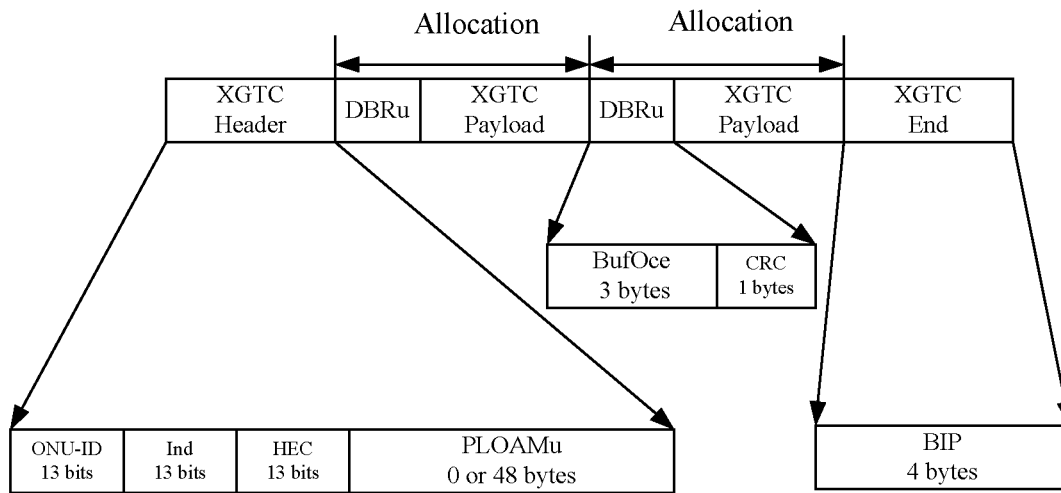 Allocation
Allocation
XGTC
Header
DBRu
XGTC
Payload
DBRu
XGTC
Payload
XGTC
End
BufOce
3 bytes
CRC
1 bytes
ONU-ID
13 bits
Ind
13 bits
HEC
13 bits
PLOAMu
0 or 48 bytes
BIP
4 bytes